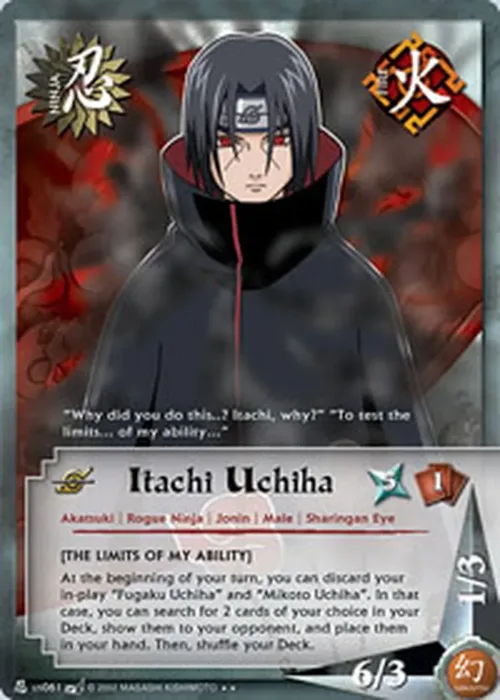 NINJA
忍
FIRE
火
"Why did you do this..? Itachi, why?" "To test the
limits... of my ability..."
Itachi Uchiha
5
1
Akatsuki | Rogue Ninja | Jonin | Male | Sharingan Eye
[THE LIMITS OF MY ABILITY]
At the beginning of your turn, you can discard your
in-play "Fugaku Uchiha" and "Mikoto Uchiha". In that
case, you can search for 2 cards of your choice in your
Deck, show them to your opponent, and place them
in your hand. Then, shuffle your Deck.
1/3
6/3
幻
© 2002 MASASHI KISHIMOTO